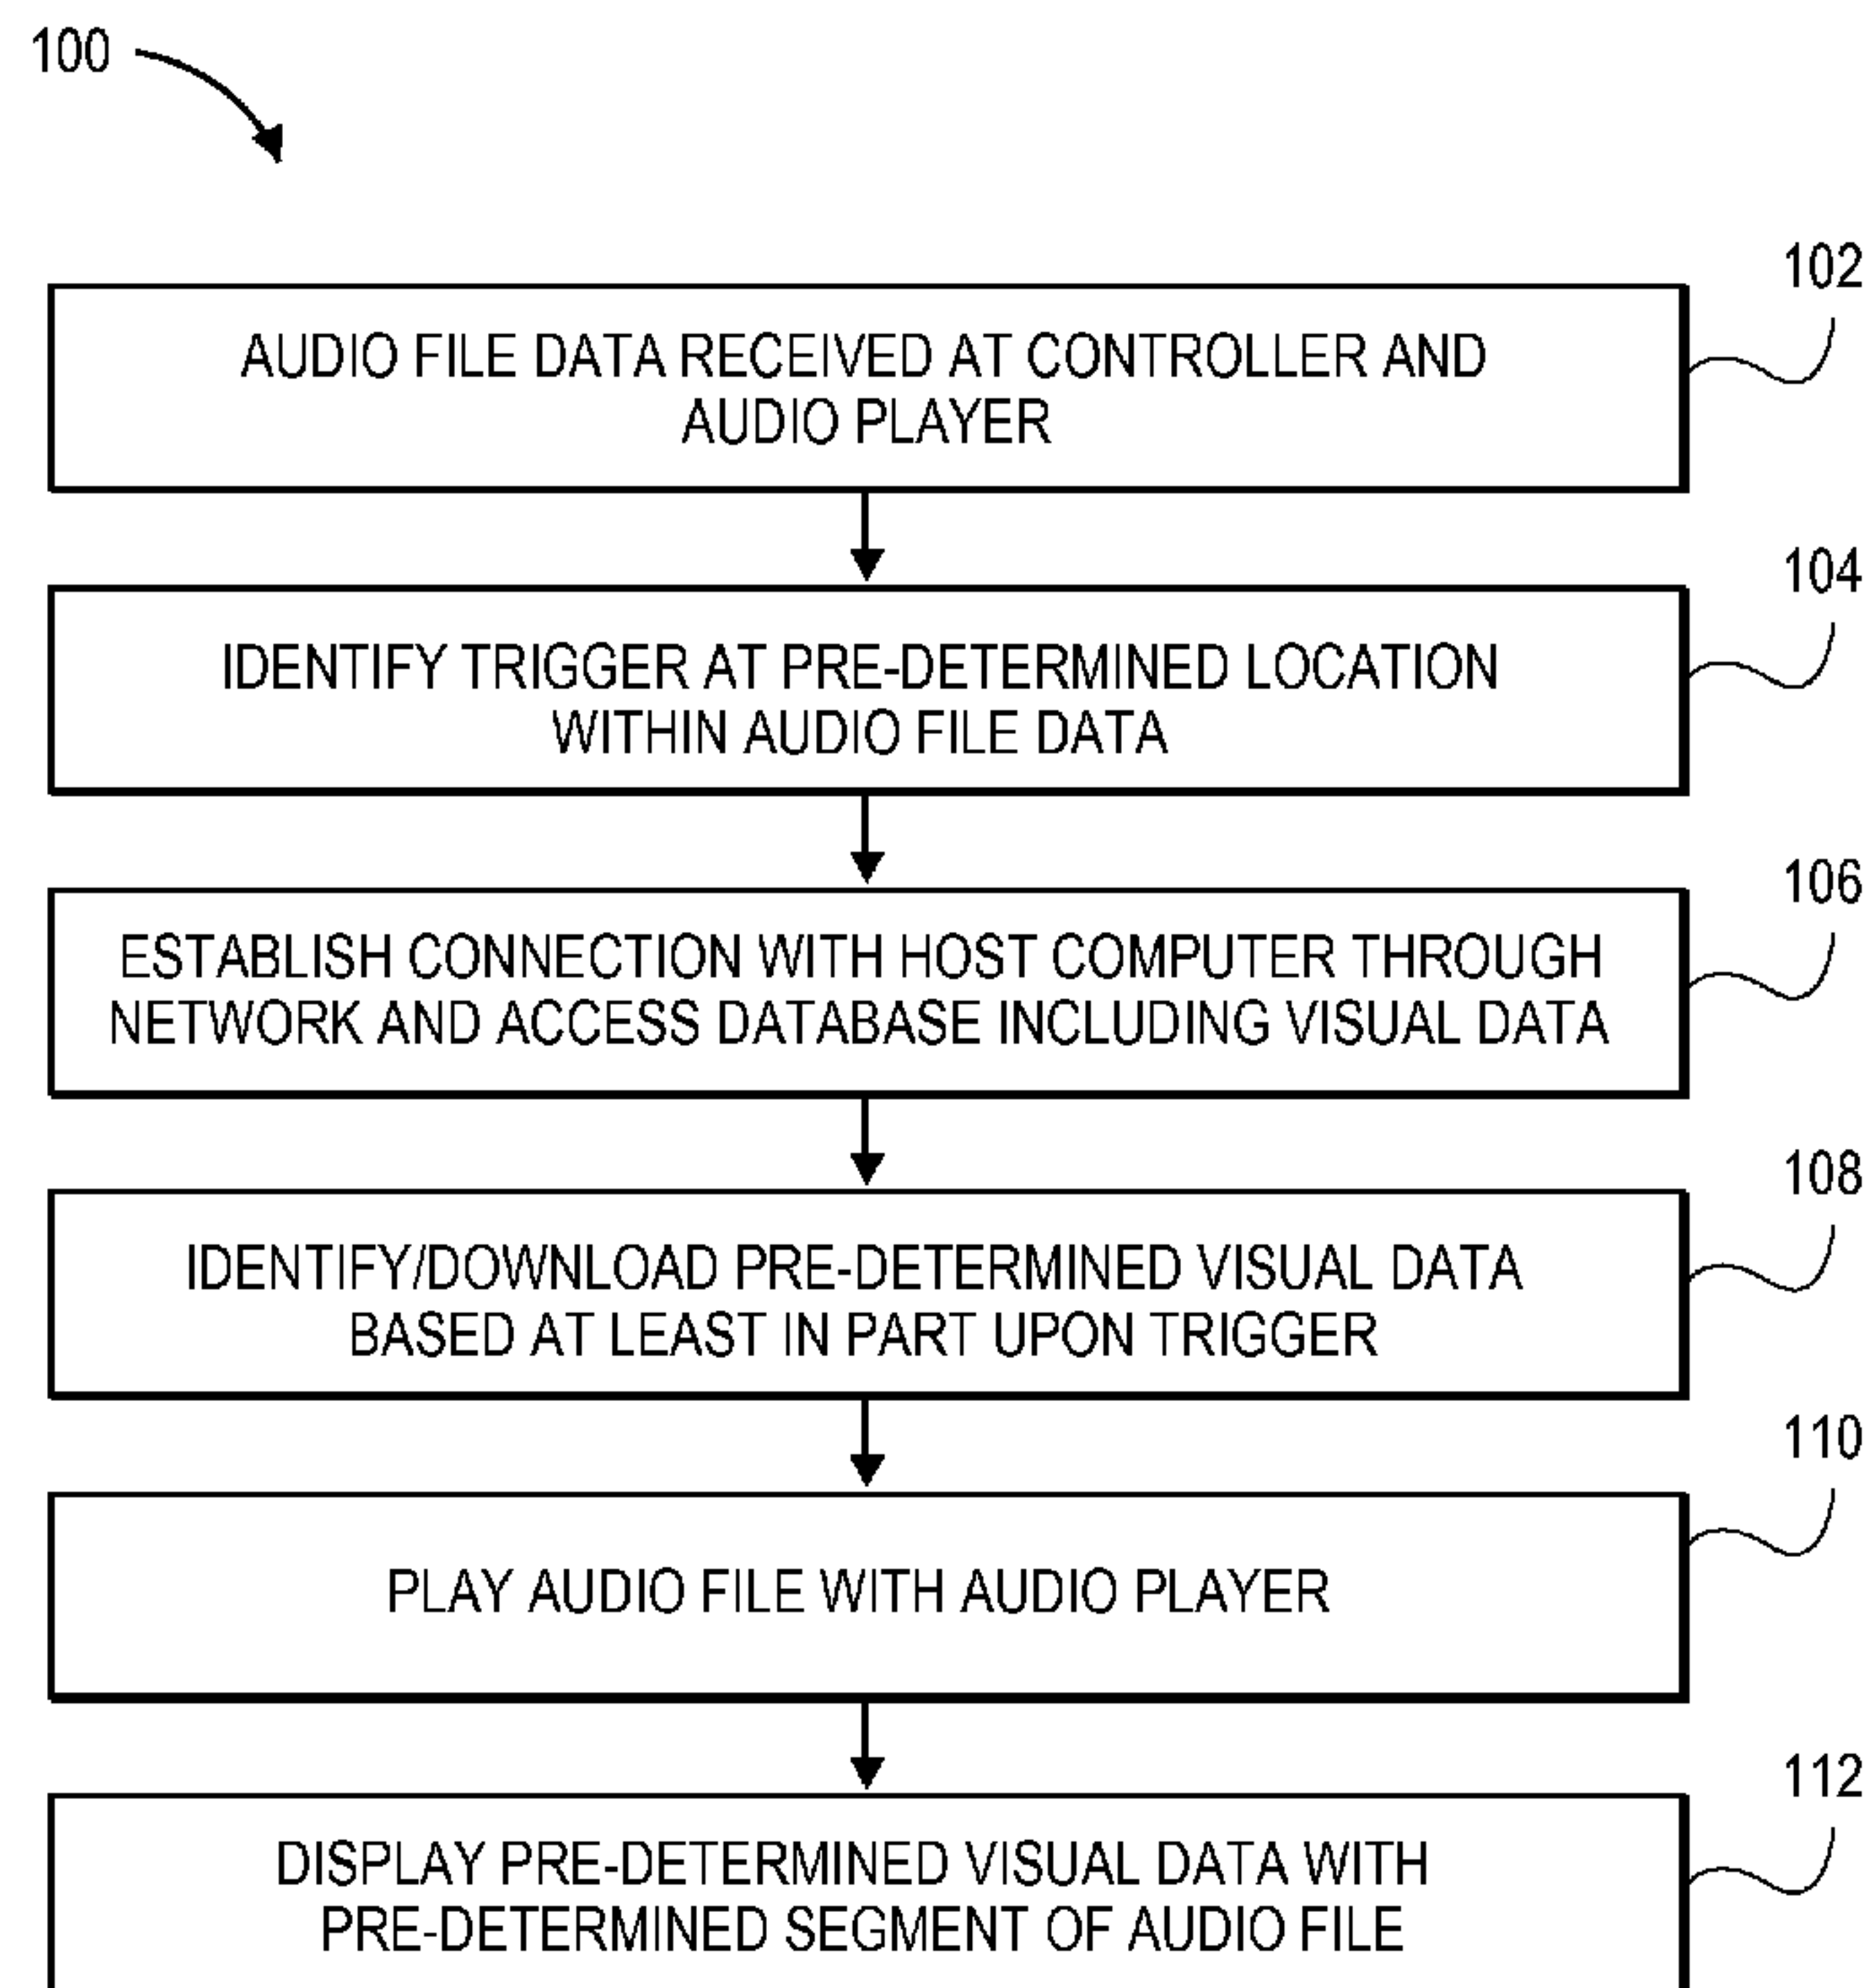 100
102
AUDIO FILE DATA RECEIVED AT CONTROLLER AND
AUDIO PLAYER
104
IDENTIFY TRIGGER AT PRE-DETERMINED LOCATION
WITHIN AUDIO FILE DATA
106
ESTABLISH CONNECTION WITH HOST COMPUTER THROUGH
NETWORK AND ACCESS DATABASE INCLUDING VISUAL DATA
108
IDENTIFY/DOWNLOAD PRE-DETERMINED VISUAL DATA
BASED AT LEAST IN PART UPON TRIGGER
110
PLAY AUDIO FILE WITH AUDIO PLAYER
112
DISPLAY PRE-DETERMINED VISUAL DATA WITH
PRE-DETERMINED SEGMENT OF AUDIO FILE